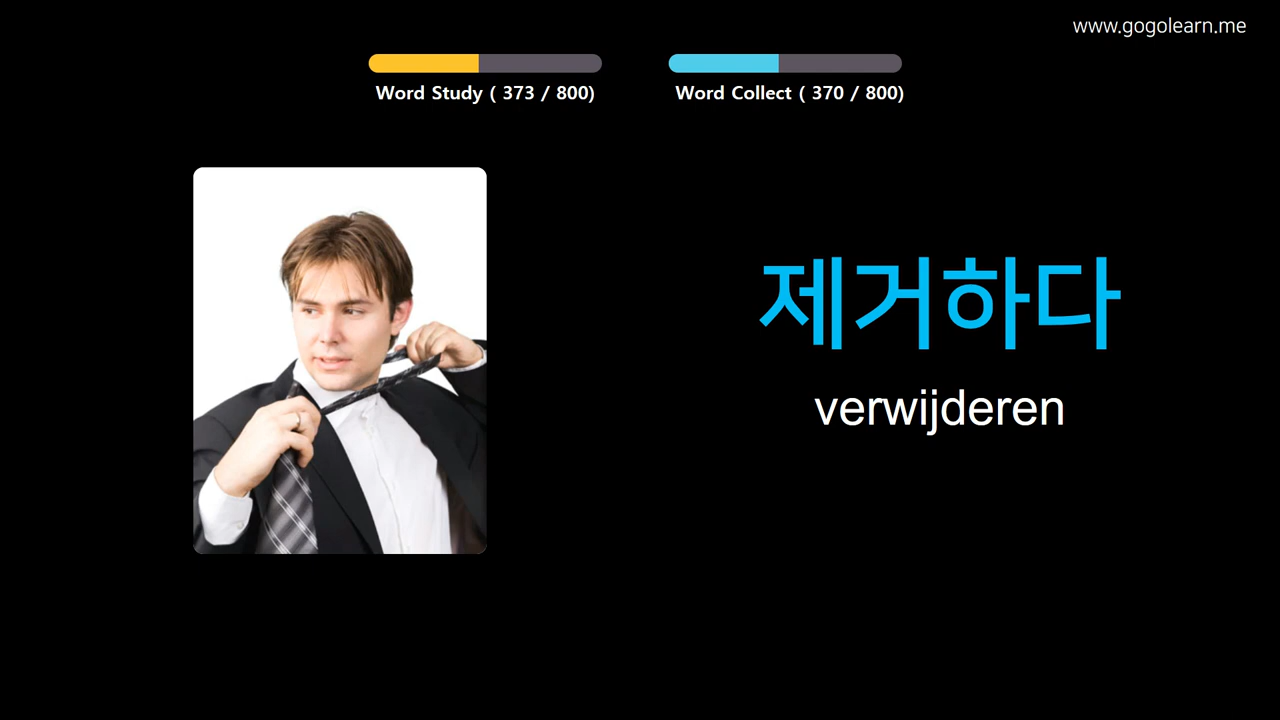 www.gogolearn.me
Word Study ( 373 / 800)
Word Collect ( 370 / 800)
제거하다
verwijderen